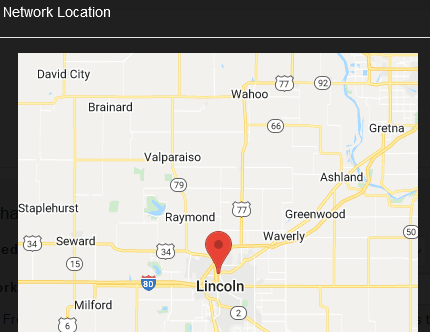 Network Location
David City
77
92
Wahoo
Brainard
66
Gretna
Valparaiso
Ashland
79
Staplehurst
Raymond
77
Greenwood
34
Seward
34
Waverly
50
15
80
Lincoln
Milford
2
6